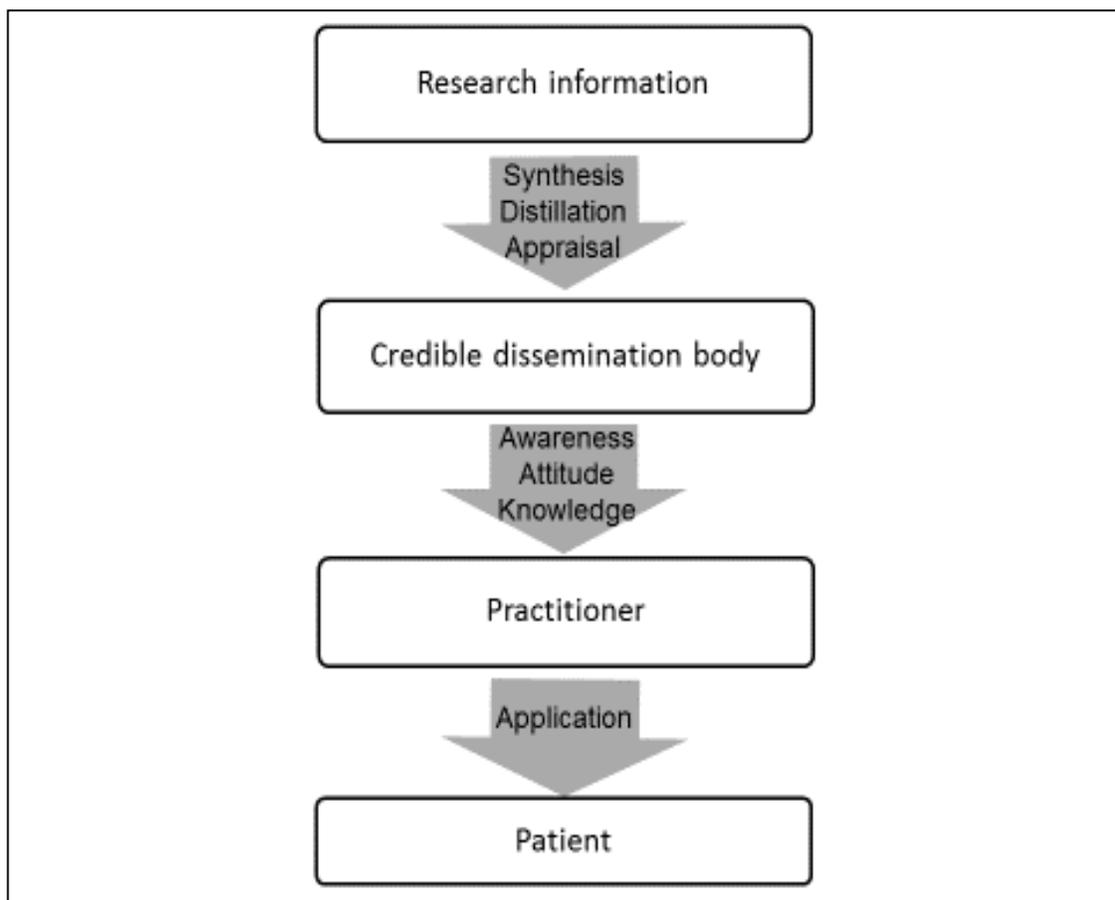 Research information
Synthesis
Distillation
Appraisal
Credible dissemination body
Awareness
Attitude
Knowledge
Practitioner
Application
Patient